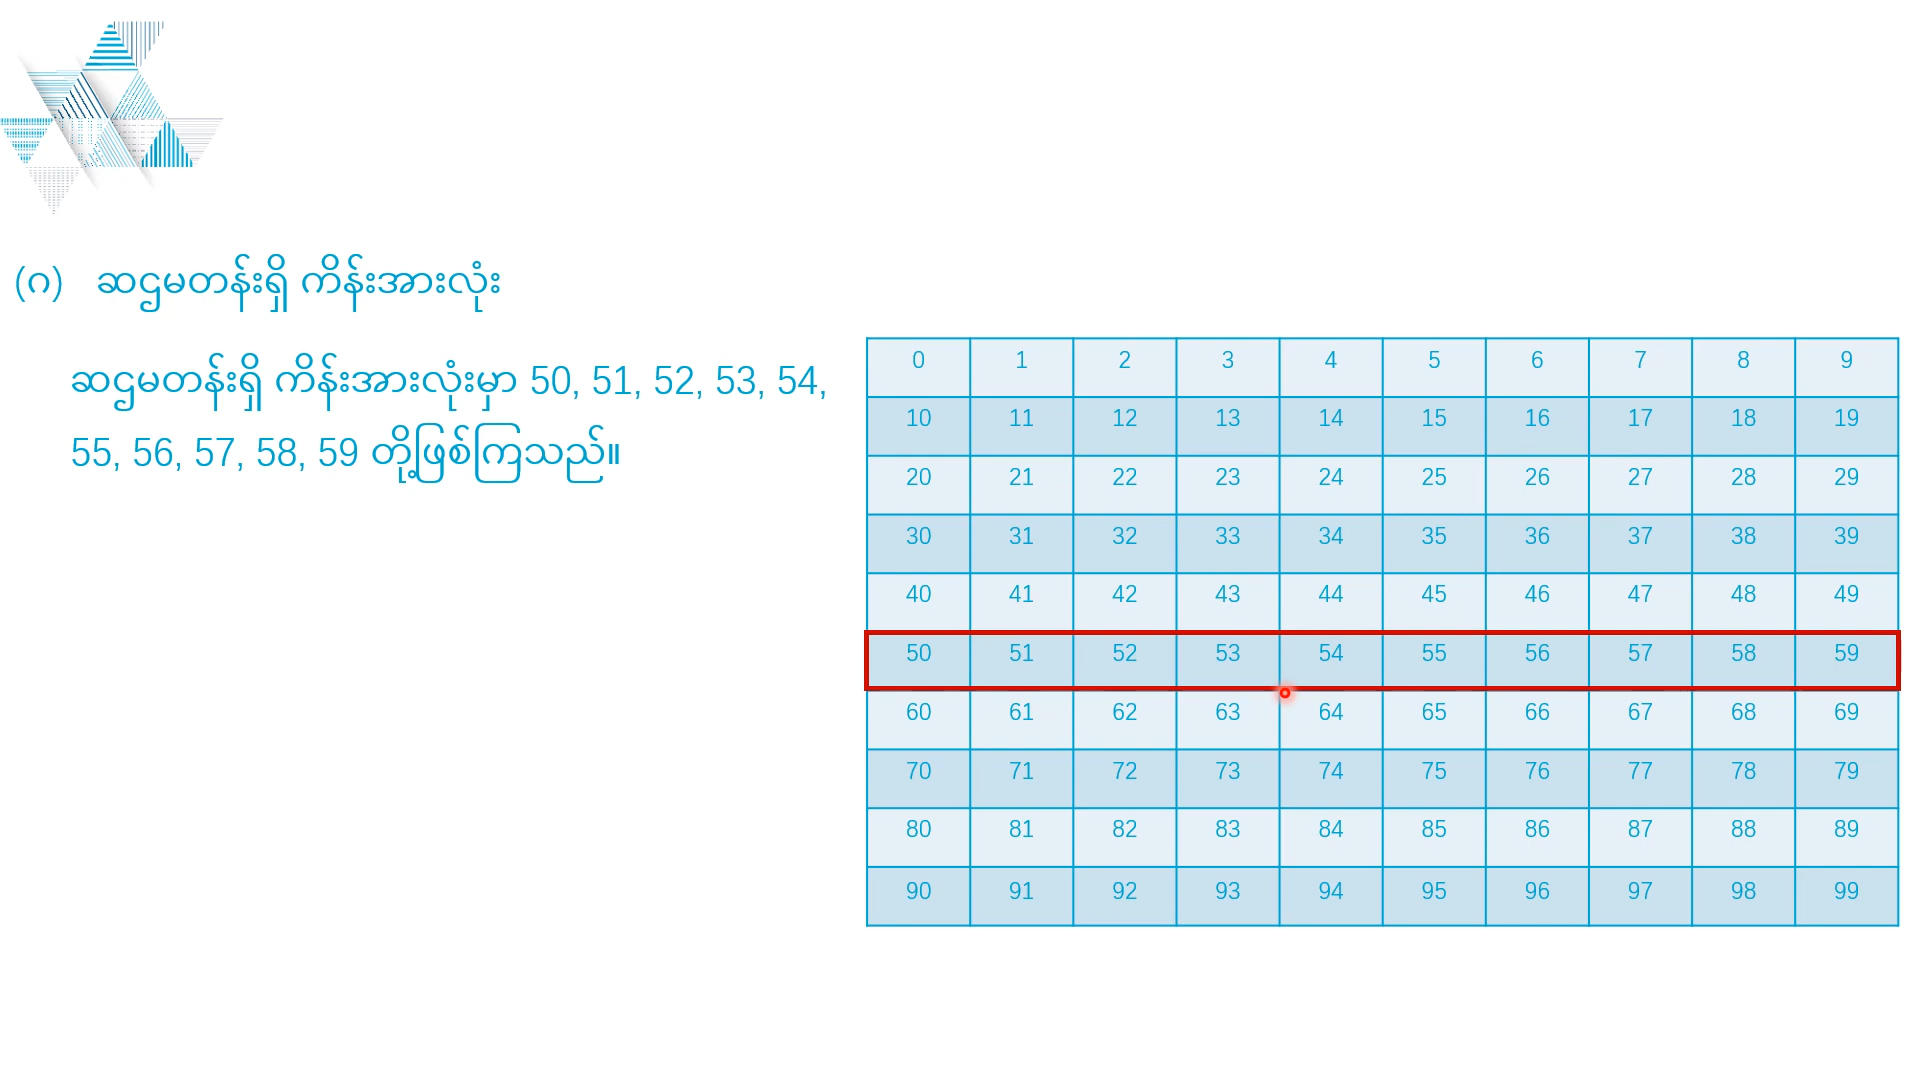 (ဂ) ဆဌမတန်းရှိ ကိန်းအားလုံး
ဆဌမတန်းရှိ ကိန်းအားလုံးမှာ 50, 51, 52, 53, 54,
55, 56, 57, 58, 59 တို့ဖြစ်ကြသည်။
0 1 2 3 4 5 6 7 8 9
10 11 12 13 14 15 16 17 18 19
20 21 22 23 24 25 26 27 28 29
30 31 32 33 34 35 36 37 38 39
40 41 42 43 44 45 46 47 48 49
50 51 52 53 54 55 56 57 58 59
60 61 62 63 64 65 66 67 68 69
70 71 72 73 74 75 76 77 78 79
80 81 82 83 84 85 86 87 88 89
90 91 92 93 94 95 96 97 98 99